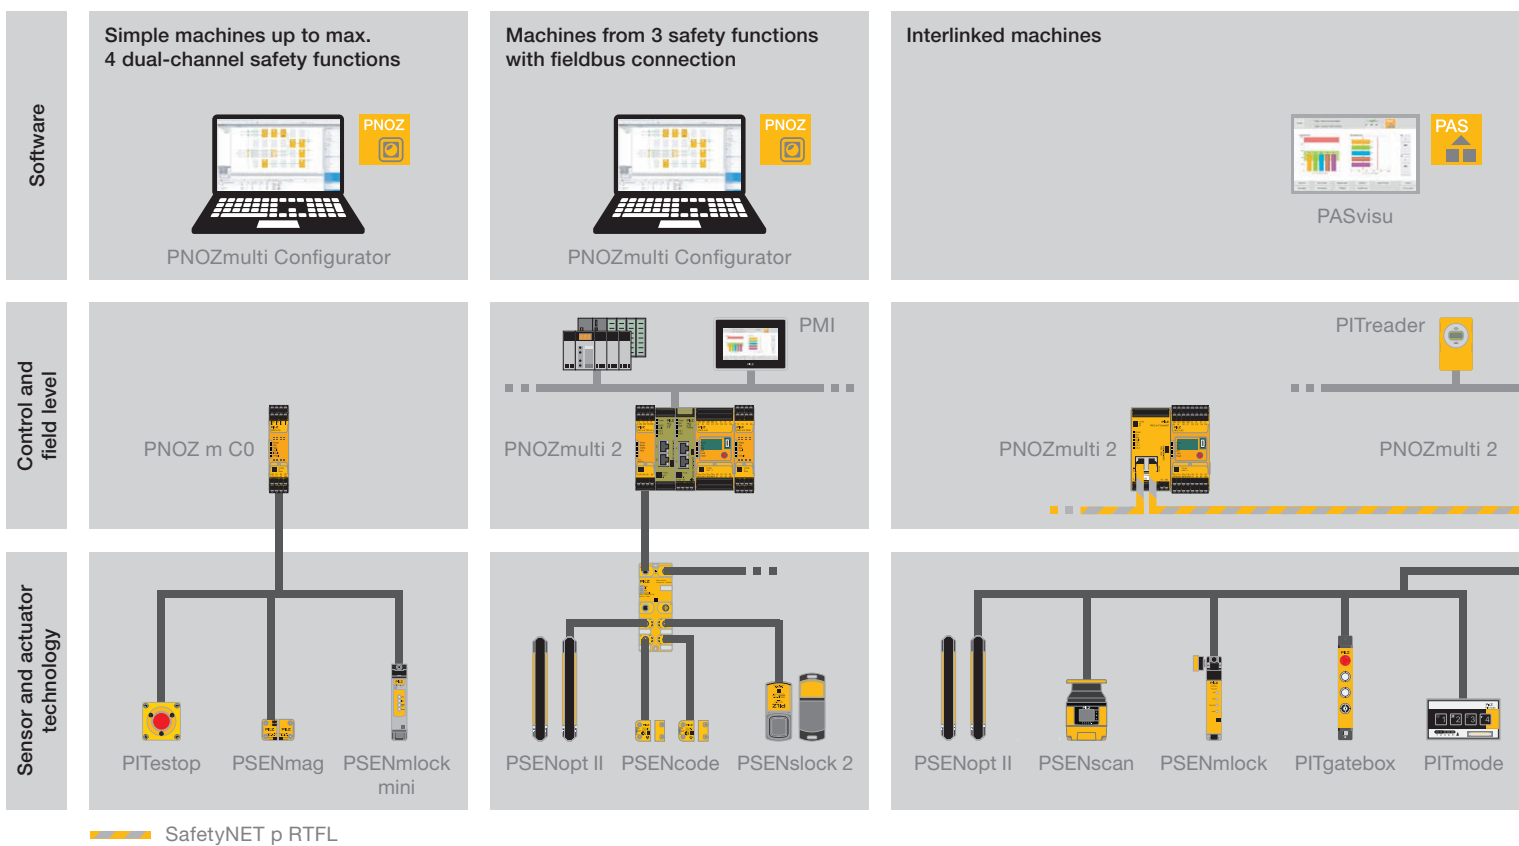 Simple machines up to max.
4 dual-channel safety functions
Machines from 3 safety functions
with fieldbus connection
Interlinked machines
Software
PNOZ
PNOZ
PAS
PASvisu
PNOZmulti Configurator
PNOZmulti Configurator
Control and
field level
PMI
PITreader
PNOZ m C0
PNOZmulti 2
PNOZmulti 2
PNOZmulti 2
Sensor and actuator
technology
PITestop
PSENmag
PSENmlock
mini
PSENopt II
PSENcode
PSENslock 2
PSENopt II
PSENscan
PSENmlock
PITgatebox
PITmode
SafetyNET p RTFL